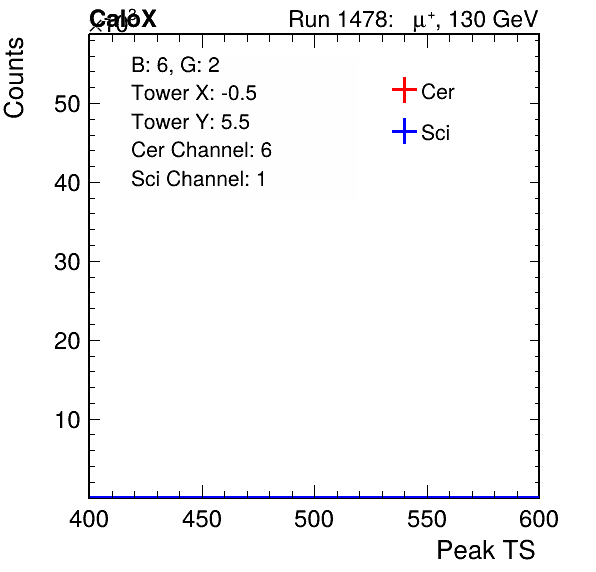 CaloX Run 1478: μ⁺, 130 GeV
×10³
Counts
B: 6, G: 2
Tower X: -0.5
Tower Y: 5.5
Cer Channel: 6
Sci Channel: 1
Cer
Sci
50
40
30
20
10
400 450 500 550 600
Peak TS